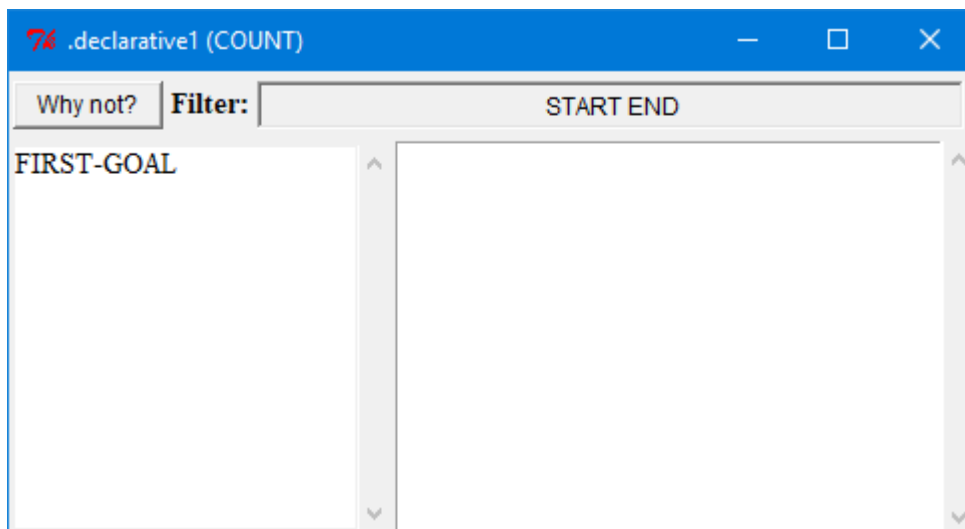 .declarative1 (COUNT)
Why not? Filter: START END
FIRST-GOAL